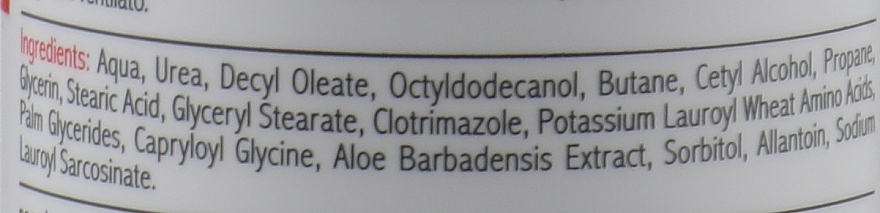 Ingredients: Aqua, Urea, Decyl Oleate, Octyldodecanol, Butane, Cetyl Alcohol, Propane,
Glycerin, Stearic Acid, Glyceryl Stearate, Clotrimazole, Potassium Lauroyl Wheat Amino Acids,
Palm Glycerides, Capryloyl Glycine, Aloe Barbadensis Extract, Sorbitol, Allantoin, Sodium
Lauroyl Sarcosinate.